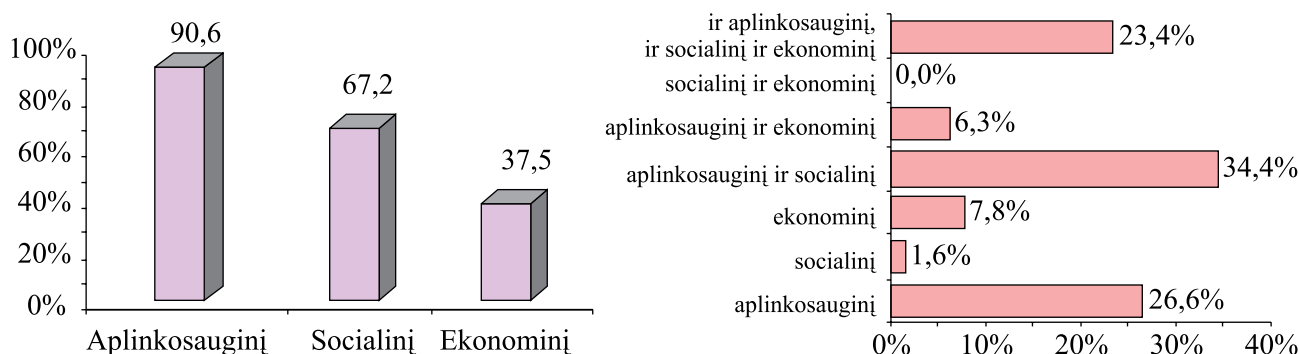 90,6
67,2
37,5
100%
80%
60%
40%
20%
0%
Aplinkosauginį Socialinį Ekonominį
ir aplinkosauginį,
ir socialinį ir ekonominį
23,4%
socialinį ir ekonominį
0,0%
aplinkosauginį ir ekonominį
6,3%
aplinkosauginį ir socialinį
34,4%
ekonominį
7,8%
socialinį
1,6%
aplinkosauginį
26,6%
0% 10% 20% 30% 40%